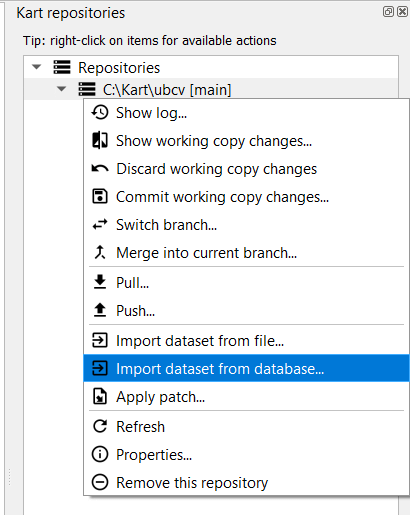 Kart repositories
Tip: right-click on items for available actions
Repositories
C:\Kart\ubcv [main]
Show log...
Show working copy changes...
Discard working copy changes
Commit working copy changes...
Switch branch...
Merge into current branch...
Pull...
Push...
Import dataset from file...
Import dataset from database...
Apply patch...
Refresh
Properties...
Remove this repository